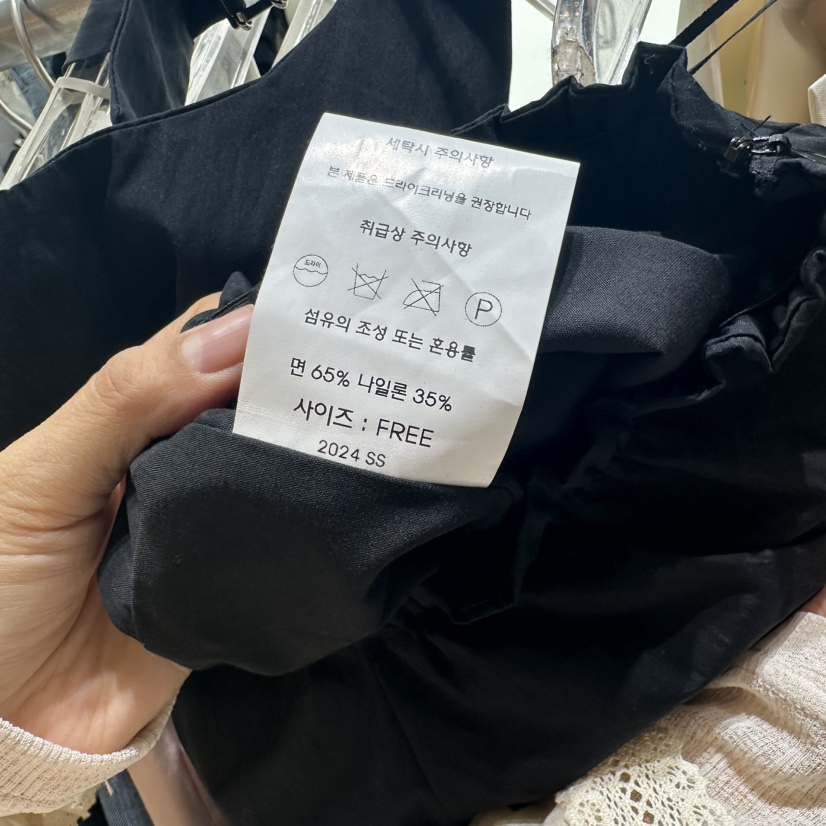 세탁시 주의사항
본 제품은 드라이크리닝을 권장합니다
취급상 주의사항
드라이
P
섬유의 조성 또는 혼용률
면 65% 나일론 35%
사이즈 : FREE
2024 SS